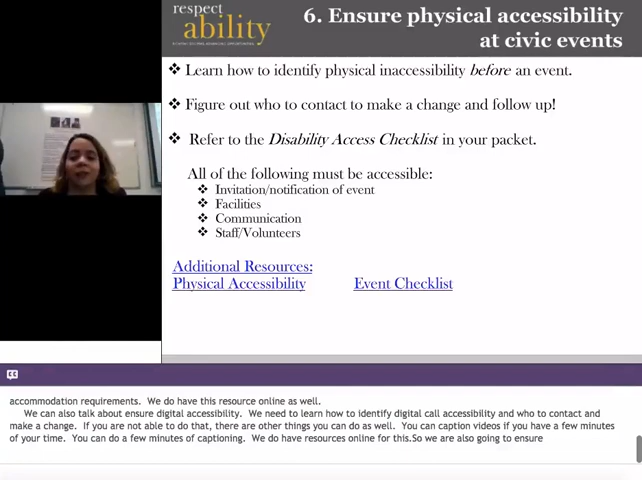 respect
ability
6. Ensure physical accessibility
at civic events
❖ Learn how to identify physical inaccessibility before an event.
❖ Figure out who to contact to make a change and follow up!
❖ Refer to the Disability Access Checklist in your packet.
All of the following must be accessible:
❖ Invitation/notification of event
❖ Facilities
❖ Communication
❖ Staff/Volunteers
Additional Resources:
Physical Accessibility Event Checklist
accommodation requirements. We do have this resource online as well.
We can also talk about ensure digital accessibility. We need to learn how to identify digital call accessibility and who to contact and
make a change. If you are not able to do that, there are other things you can do as well. You can caption videos if you have a few minutes
of your time. You can do a few minutes of captioning. We do have resources online for this.So we are also going to ensure